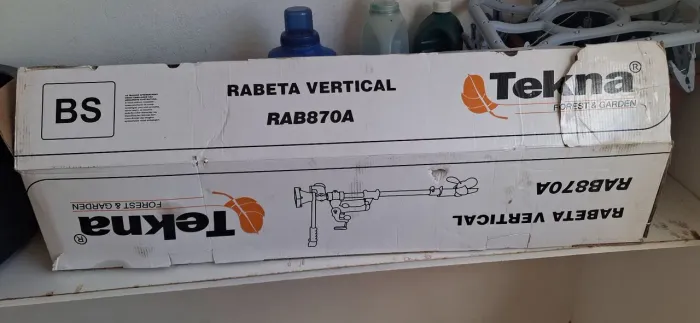 BS
RABETA VERTICAL
RAB870A
Tekna®
FOREST & GARDEN
Tekna®
FOREST & GARDEN
RABETA VERTICAL
RAB870A